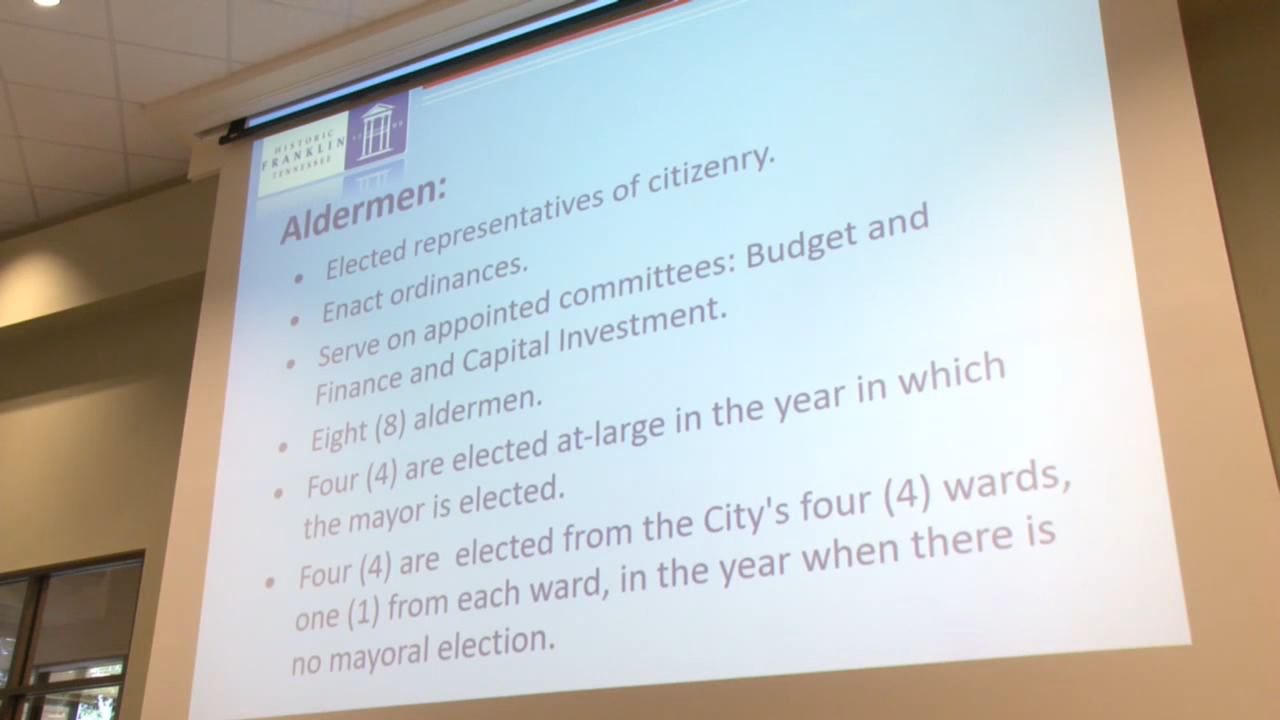 HISTORIC
FRANKLIN
TENNESSEE
Aldermen:
• Elected representatives of citizenry.
• Enact ordinances.
• Serve on appointed committees: Budget and
Finance and Capital Investment.
• Eight (8) aldermen.
• Four (4) are elected at-large in the year in which
the mayor is elected.
• Four (4) are elected from the City's four (4) wards,
one (1) from each ward, in the year when there is
no mayoral election.